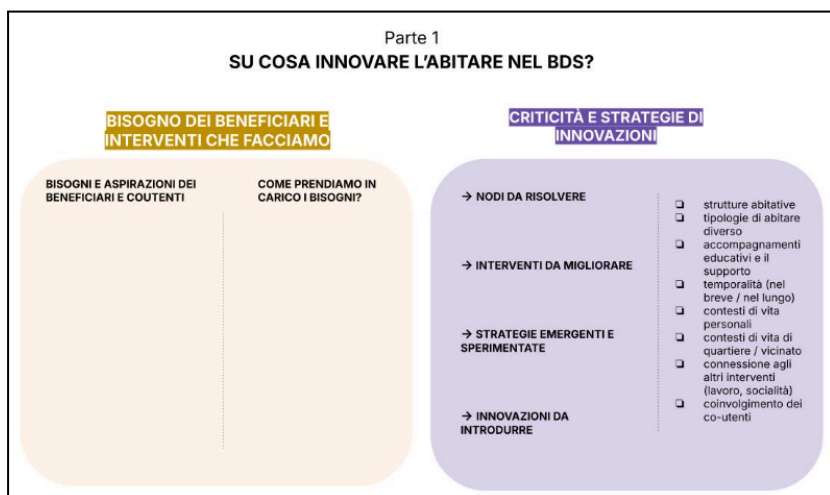 Parte 1
SU COSA INNOVARE L'ABITARE NEL BDS?
BISOGNO DEI BENEFICIARI E
INTERVENTI CHE FACCIAMO
BISOGNI E ASPIRAZIONI DEI
BENEFICIARI E COUTENTI
COME PRENDIAMO IN
CARICO I BISOGNI?
CRITICITÀ E STRATEGIE DI
INNOVAZIONI
→ NODI DA RISOLVERE
→ INTERVENTI DA MIGLIORARE
→ STRATEGIE EMERGENTI E
SPERIMENTATE
→ INNOVAZIONI DA
INTRODURRE
❏ strutture abitative
❏ tipologie di abitare
diverso
❏ accompagnamenti
educativi e il
supporto
❏ temporalità (nel
breve / nel lungo)
❏ contesti di vita
personali
❏ contesti di vita di
quartiere / vicinato
❏ connessione agli
altri interventi
(lavoro, socialità)
❏ coinvolgimento dei
co-utenti